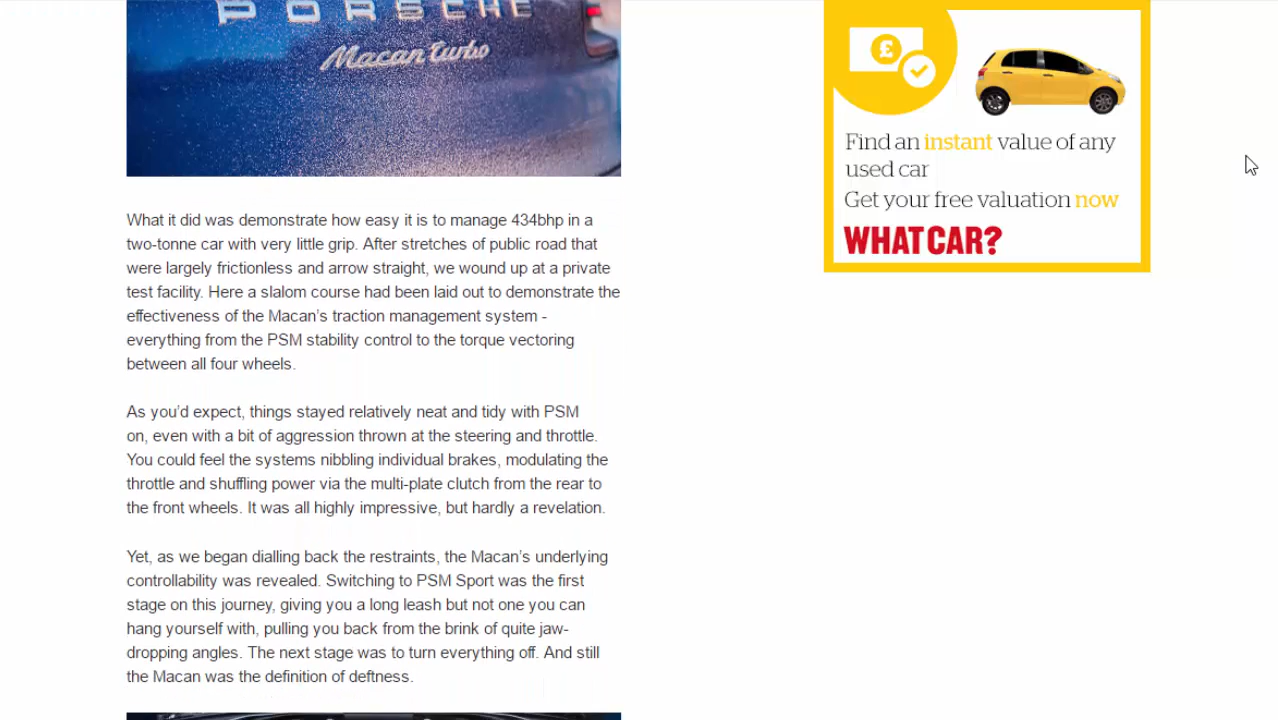 PORSCHE
Macan turbo
What it did was demonstrate how easy it is to manage 434bhp in a
two-tonne car with very little grip. After stretches of public road that
were largely frictionless and arrow straight, we wound up at a private
test facility. Here a slalom course had been laid out to demonstrate the
effectiveness of the Macan’s traction management system -
everything from the PSM stability control to the torque vectoring
between all four wheels.
As you’d expect, things stayed relatively neat and tidy with PSM
on, even with a bit of aggression thrown at the steering and throttle.
You could feel the systems nibbling individual brakes, modulating the
throttle and shuffling power via the multi-plate clutch from the rear to
the front wheels. It was all highly impressive, but hardly a revelation.
Yet, as we began dialling back the restraints, the Macan’s underlying
controllability was revealed. Switching to PSM Sport was the first
stage on this journey, giving you a long leash but not one you can
hang yourself with, pulling you back from the brink of quite jaw-
dropping angles. The next stage was to turn everything off. And still
the Macan was the definition of deftness.
£
Find an instant value of any
used car
Get your free valuation now
WHAT CAR?